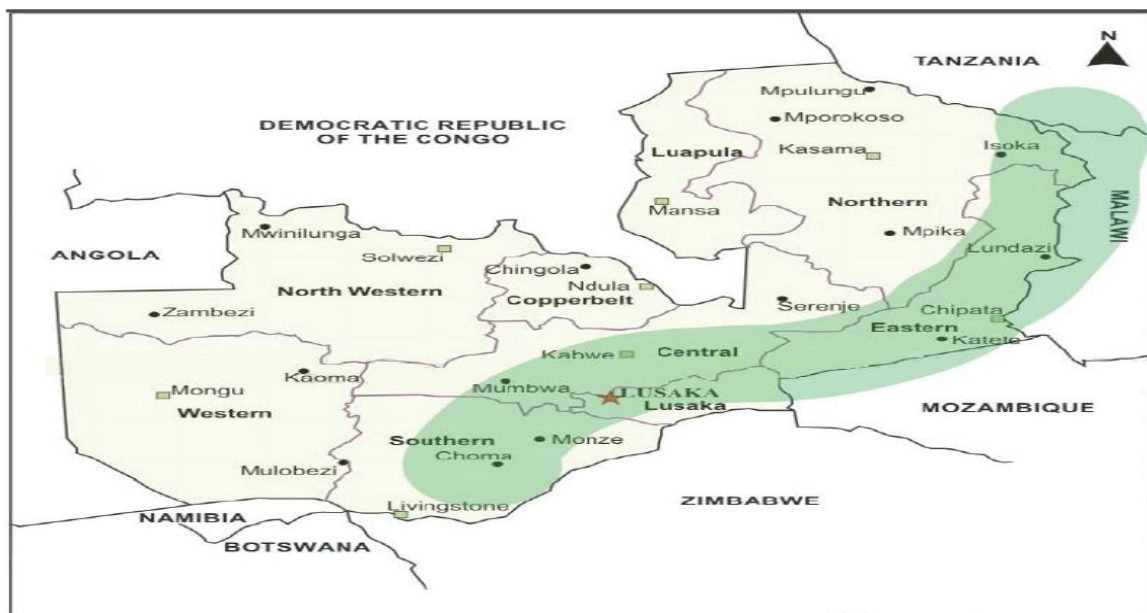 N
TANZANIA
Mpulungu
Mporokoso
DEMOCRATIC REPUBLIC
OF THE CONGO
Luapula
Kasama
Isoka
MALAWI
Mansa
Northern
Mwinilunga
Mpika
Solwezi
Lundazi
ANGOLA
Chingola
Ndula
North Western
Copperbelt
Serenje
Zambezi
Chipata
Eastern
Katete
Kabwe
Central
Kaoma
Mumbwa
Mongu
LUSAKA
Lusaka
Western
MOZAMBIQUE
Southern
Monze
Choma
Mulobezi
ZIMBABWE
Livingstone
NAMIBIA
BOTSWANA